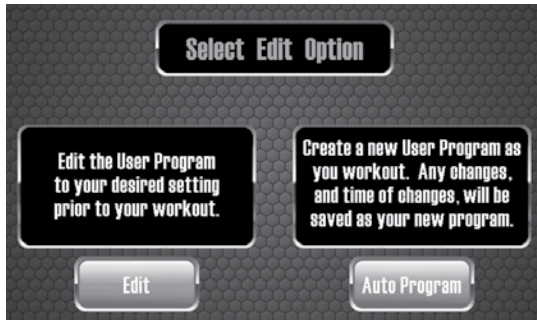 Select Edit Option
Edit the User Program
to your desired setting
prior to your workout.
Create a new User Program as
you workout. Any changes,
and time of changes, will be
saved as your new program.
Edit
Auto Program